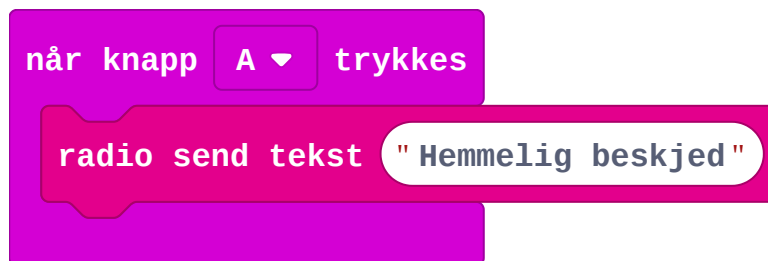 når knapp A trykkes
radio send tekst "Hemmelig beskjed"